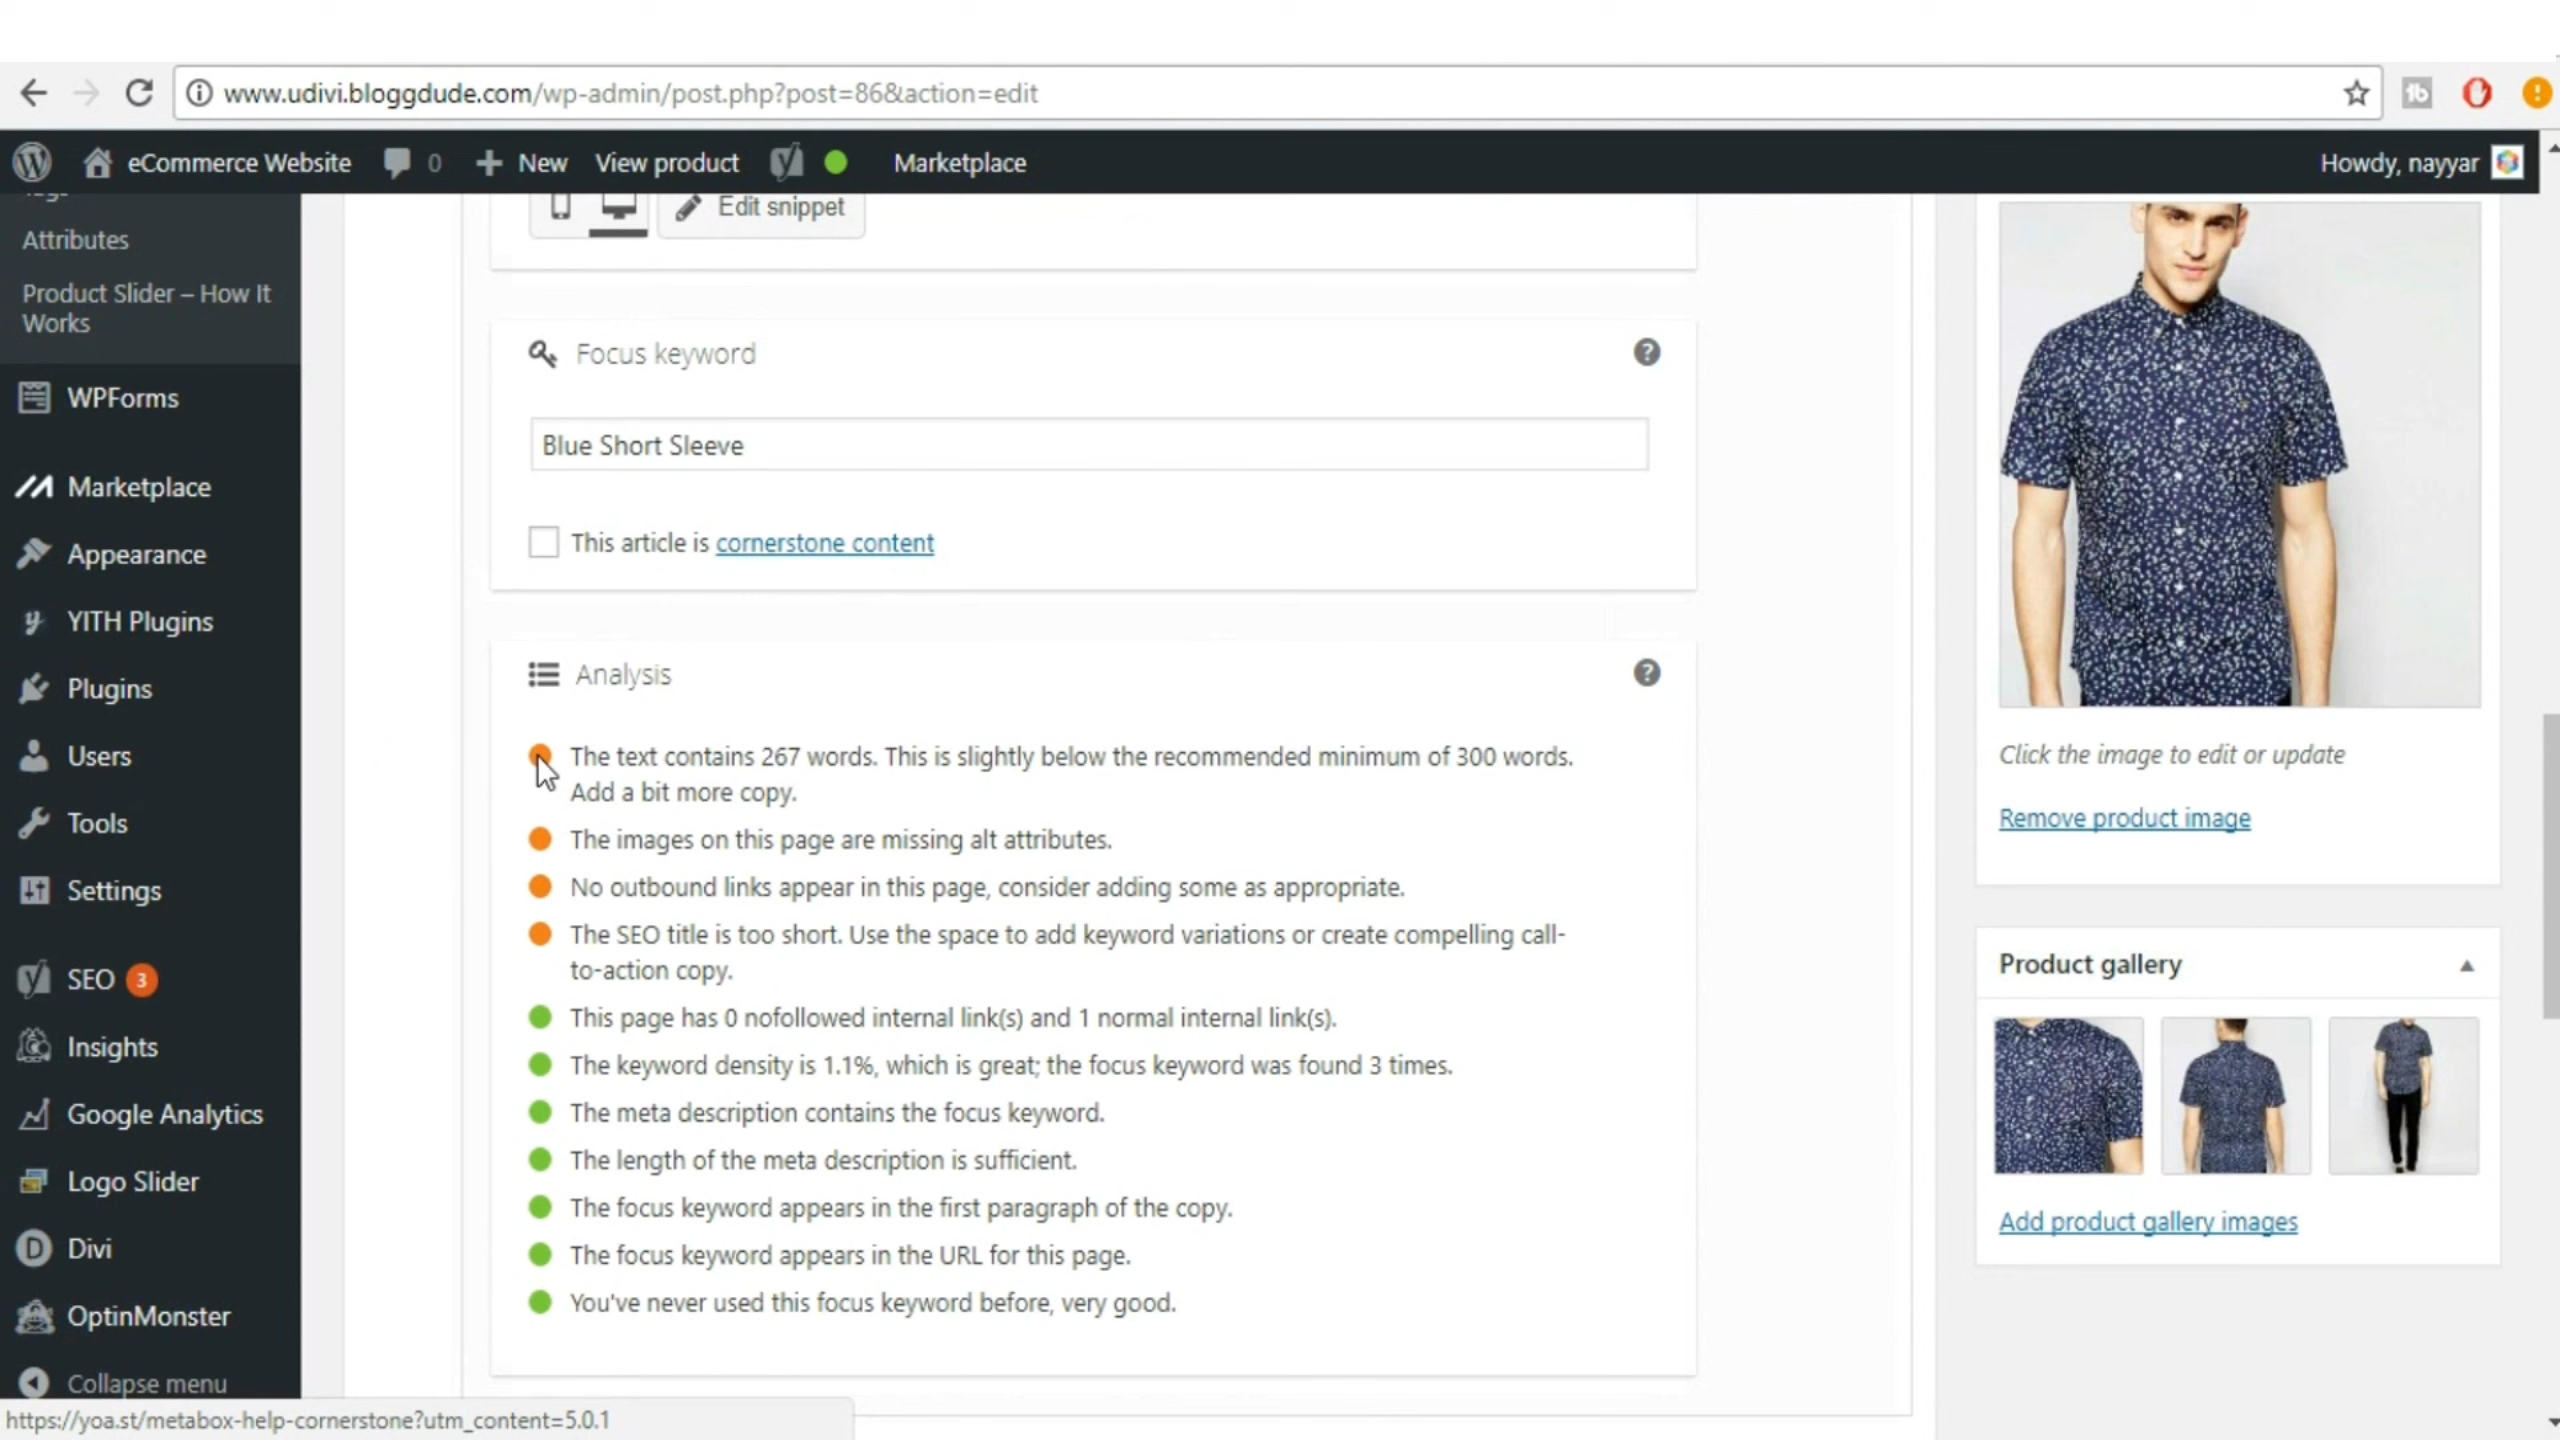 www.udivi.bloggdude.com/wp-admin/post.php?post=86&action=edit
eCommerce Website 0 New View product Marketplace Howdy, nayyar
Tags
Attributes
Product Slider – How It
Works
WPForms
Marketplace
Appearance
YITH Plugins
Plugins
Users
Tools
Settings
SEO 3
Insights
Google Analytics
Logo Slider
Divi
OptinMonster
Collapse menu
Edit snippet
Focus keyword
Blue Short Sleeve
This article is cornerstone content
Analysis
The text contains 267 words. This is slightly below the recommended minimum of 300 words.
Add a bit more copy.
The images on this page are missing alt attributes.
No outbound links appear in this page, consider adding some as appropriate.
The SEO title is too short. Use the space to add keyword variations or create compelling call-
to-action copy.
This page has 0 nofollowed internal link(s) and 1 normal internal link(s).
The keyword density is 1.1%, which is great; the focus keyword was found 3 times.
The meta description contains the focus keyword.
The length of the meta description is sufficient.
The focus keyword appears in the first paragraph of the copy.
The focus keyword appears in the URL for this page.
You've never used this focus keyword before, very good.
Click the image to edit or update
Remove product image
Product gallery
Add product gallery images
https://yoa.st/metabox-help-cornerstone?utm_content=5.0.1